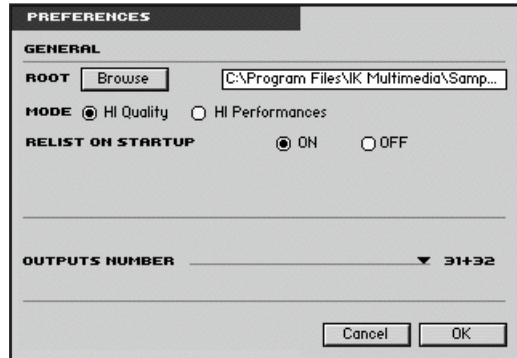 PREFERENCES
GENERAL
ROOT Browse C:\Program Files\IK Multimedia\Samp...
MODE HI Quality HI Performances
RELIST ON STARTUP ON OFF
OUTPUTS NUMBER 31+32
Cancel OK